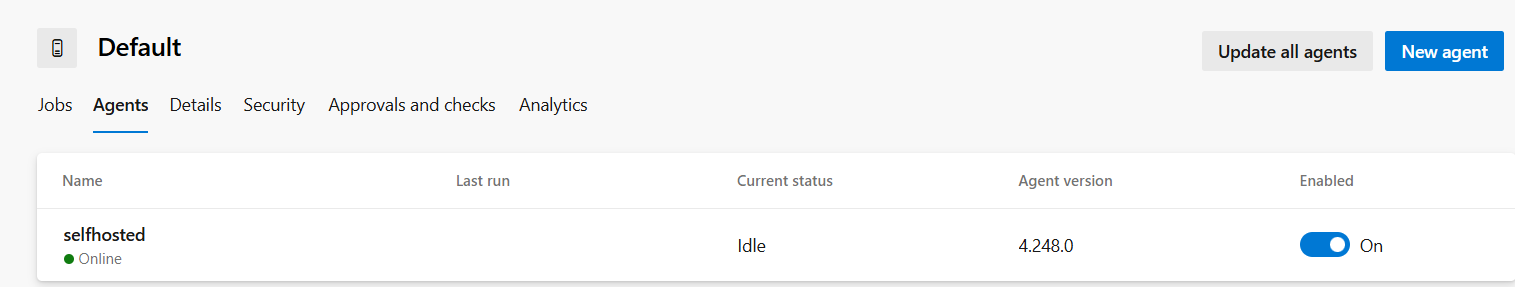 Default
Update all agents
New agent
Jobs Agents Details Security Approvals and checks Analytics
Name Last run Current status Agent version Enabled
selfhosted
Online
Idle 4.248.0 On